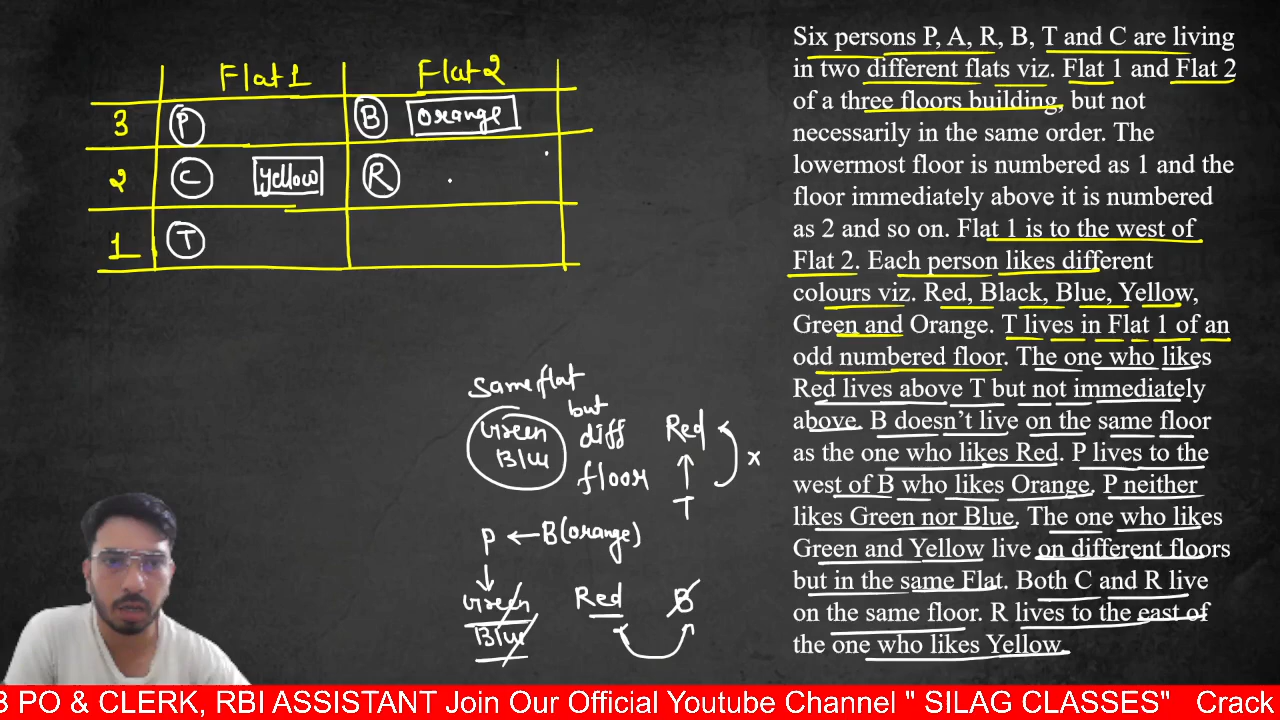 Flat 1 Flat 2
3 P B Orange
2 C Yellow R
1 T
Same flat
but
Green diff Red
Blue floor x
T
P ← B (Orange)
Green Red B
Blue
Six persons P, A, R, B, T and C are living
in two different flats viz. Flat 1 and Flat 2
of a three floors building, but not
necessarily in the same order. The
lowermost floor is numbered as 1 and the
floor immediately above it is numbered
as 2 and so on. Flat 1 is to the west of
Flat 2. Each person likes different
colours viz. Red, Black, Blue, Yellow,
Green and Orange. T lives in Flat 1 of an
odd numbered floor. The one who likes
Red lives above T but not immediately
above. B doesn't live on the same floor
as the one who likes Red. P lives to the
west of B who likes Orange. P neither
likes Green nor Blue. The one who likes
Green and Yellow live on different floors
but in the same Flat. Both C and R live
on the same floor. R lives to the east of
the one who likes Yellow.
3 PO & CLERK, RBI ASSISTANT Join Our Official Youtube Channel " SILAG CLASSES" Crack